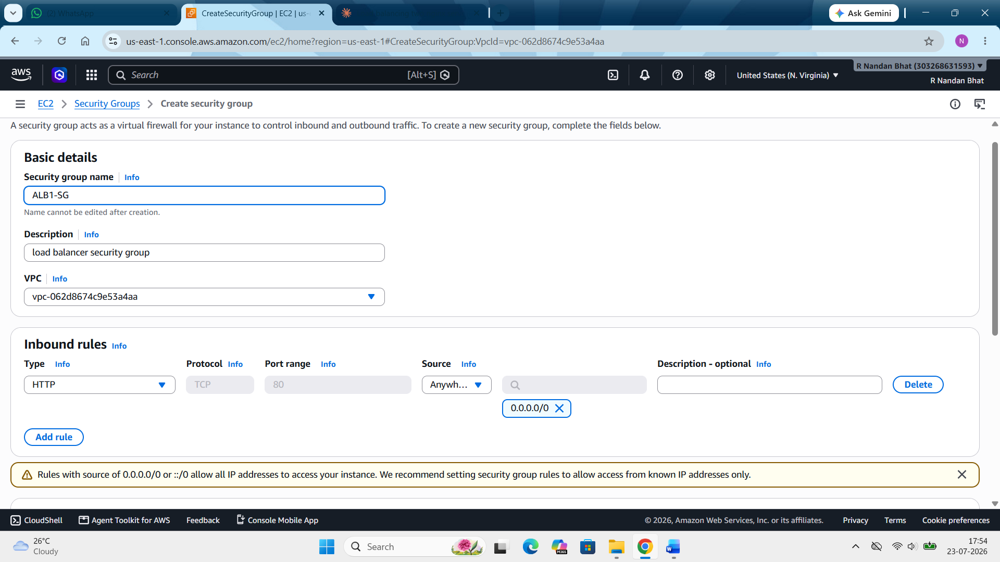 (2) WhatsApp
CreateSecurityGroup | EC2 | us-
Ask Gemini
us-east-1.console.aws.amazon.com/ec2/home?region=us-east-1#CreateSecurityGroup:VpcId=vpc-062d8674c9e53a4aa
N
aws
Search
[Alt+S]
United States (N. Virginia)
R Nandan Bhat (303268631593)
R Nandan Bhat
EC2
Security Groups
Create security group
A security group acts as a virtual firewall for your instance to control inbound and outbound traffic. To create a new security group, complete the fields below.
Basic details
Security group name Info
ALB1-SG
Name cannot be edited after creation.
Description Info
load balancer security group
VPC Info
vpc-062d8674c9e53a4aa
Inbound rules Info
Type Info Protocol Info Port range Info Source Info Description - optional Info
HTTP TCP 80 Anywh... Delete
0.0.0.0/0
Add rule
Rules with source of 0.0.0.0/0 or ::/0 allow all IP addresses to access your instance. We recommend setting security group rules to allow access from known IP addresses only.
CloudShell Agent Toolkit for AWS Feedback Console Mobile App © 2026, Amazon Web Services, Inc. or its affiliates. Privacy Terms Cookie preferences
26°C
Cloudy
Search
M365
W
17:54
23-07-2026